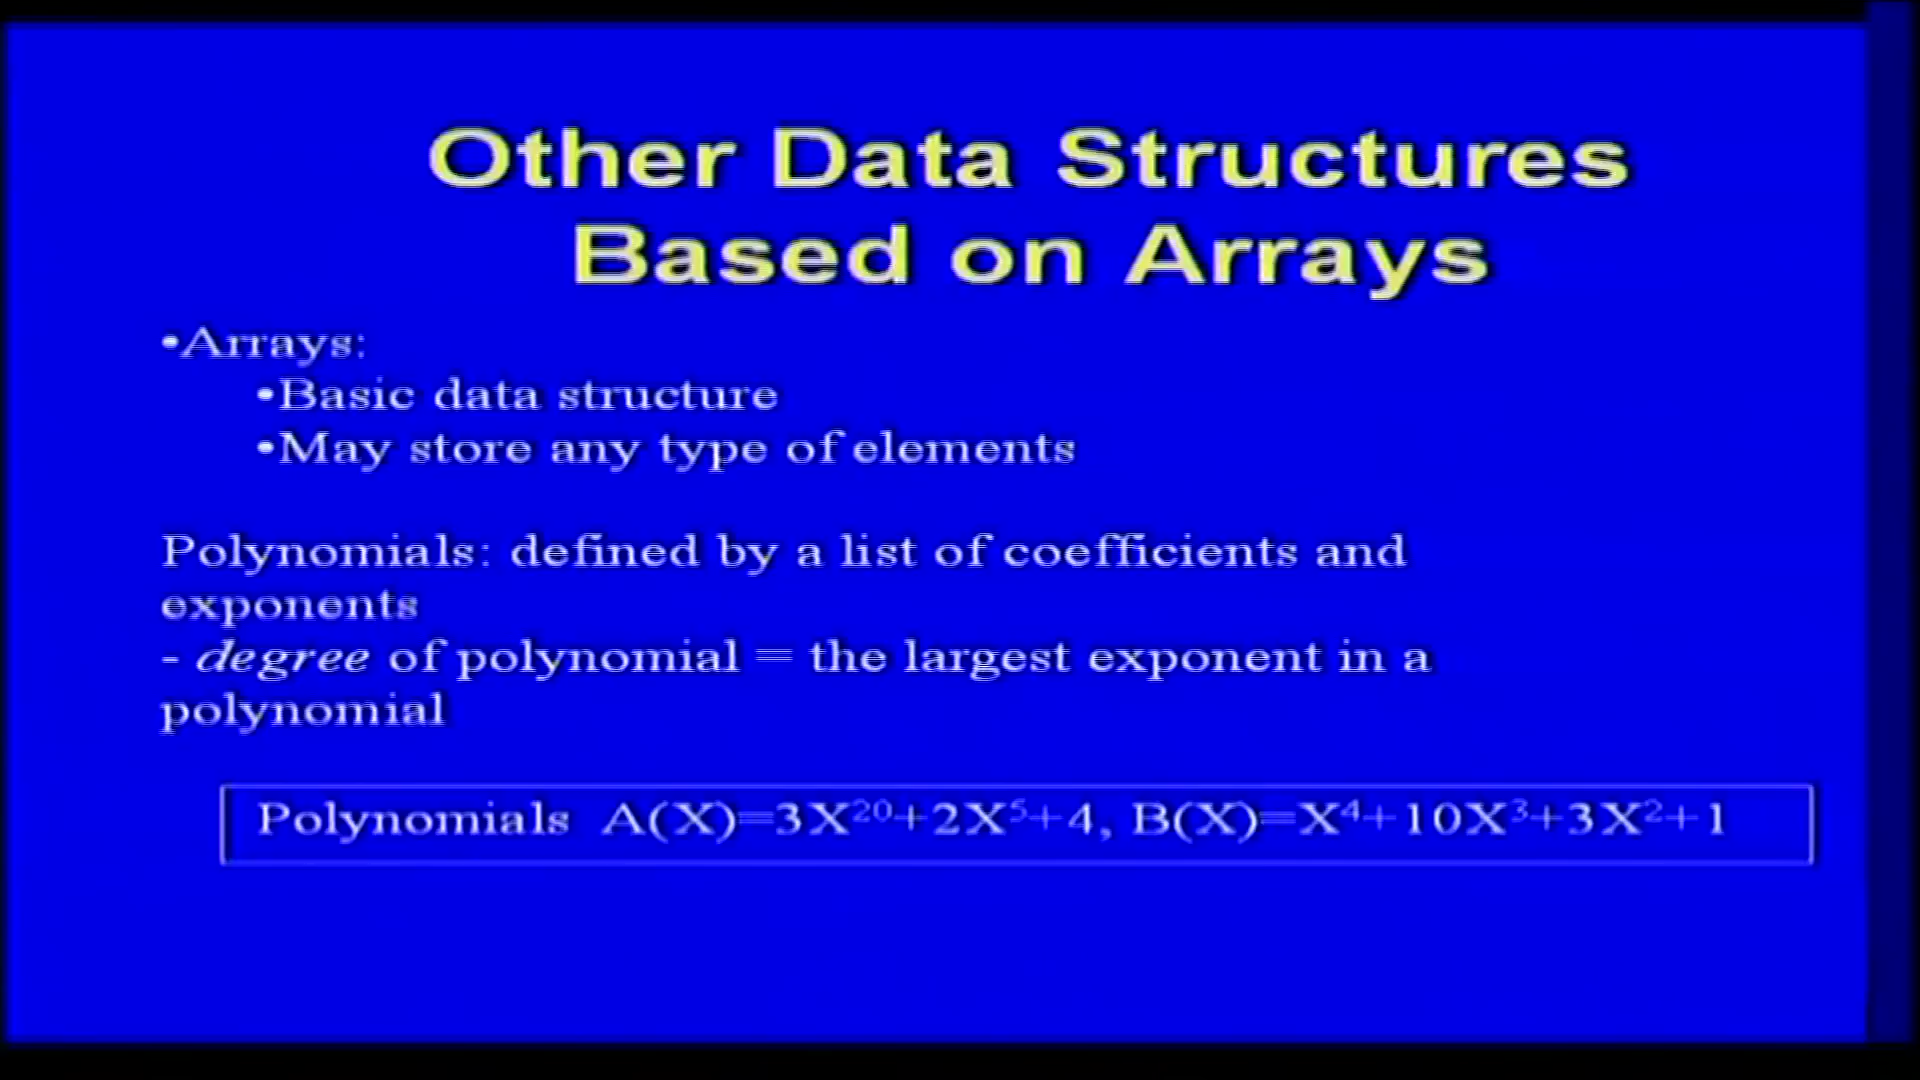 Other Data Structures
Based on Arrays
•Arrays:
•Basic data structure
•May store any type of elements
Polynomials: defined by a list of coefficients and
exponents
- degree of polynomial = the largest exponent in a
polynomial
Polynomials A(X)=3X²⁰+2X⁵+4, B(X)=X⁴+10X³+3X²+1